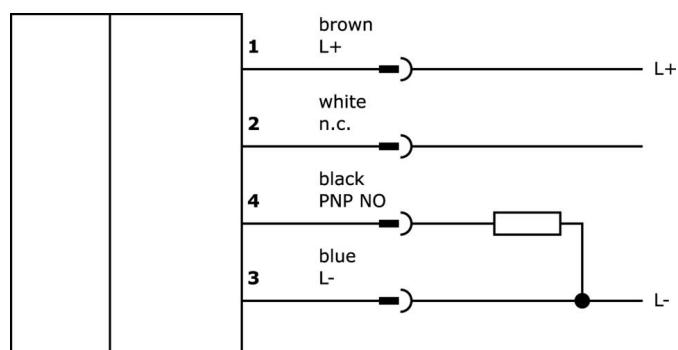 brown
1 L+
L+
white
2 n.c.
black
4 PNP NO
blue
3 L-
L-